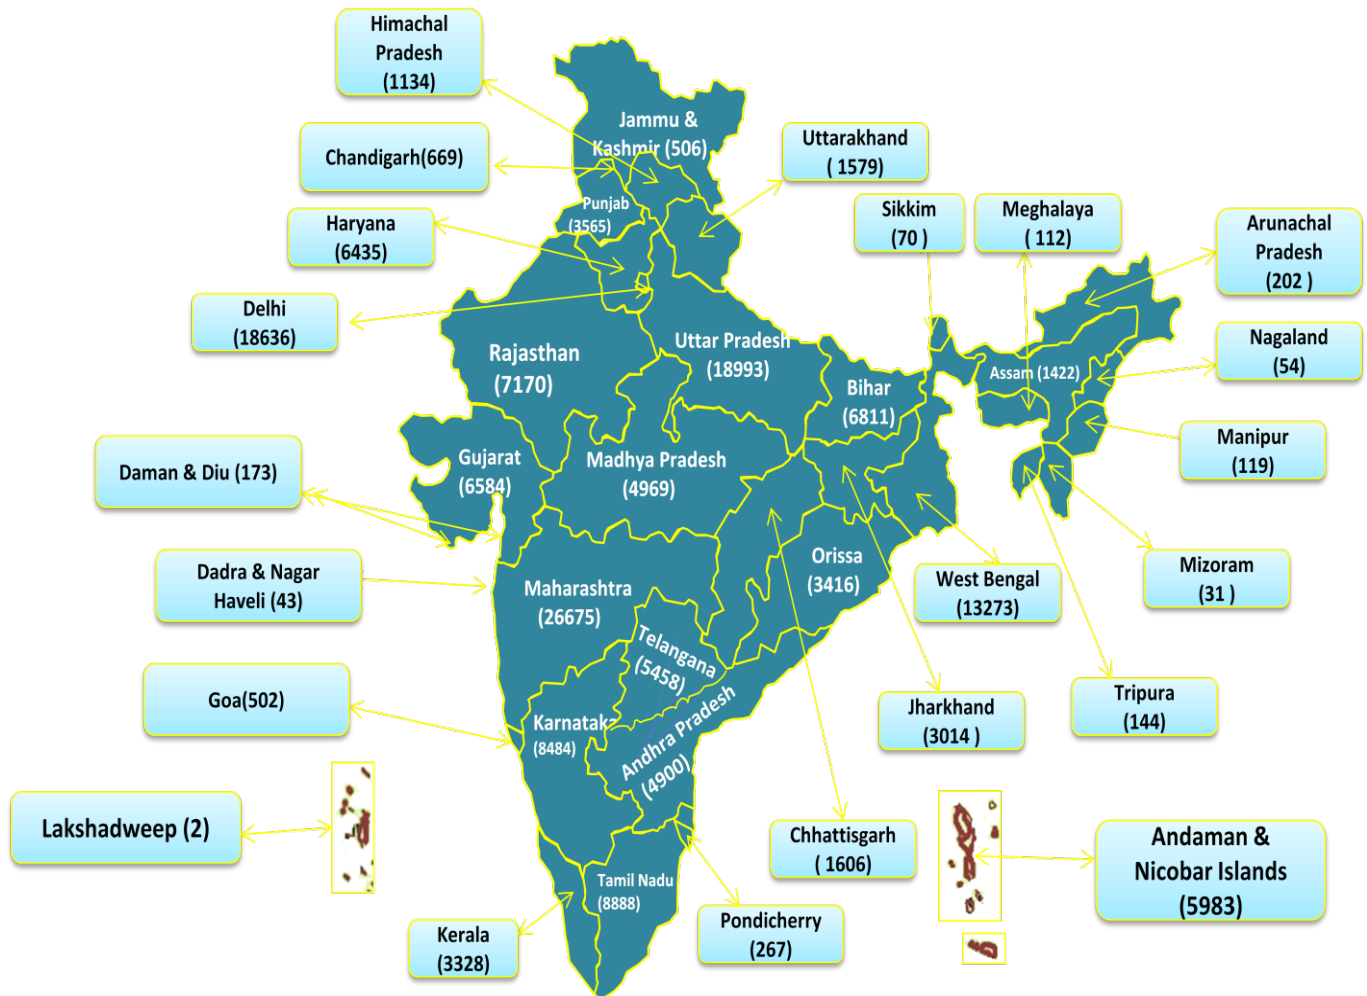 Himachal
Pradesh
(1134)
Jammu &
Kashmir (506)
Uttarakhand
( 1579)
Chandigarh(669)
Punjab
(3565)
Sikkim
(70 )
Meghalaya
( 112)
Arunachal
Pradesh
(202 )
Haryana
(6435)
Delhi
(18636)
Uttar Pradesh
(18993)
Nagaland
(54)
Rajasthan
(7170)
Bihar
(6811)
Assam (1422)
Manipur
(119)
Daman & Diu (173)
Gujarat
(6584)
Madhya Pradesh
(4969)
Orissa
(3416)
West Bengal
(13273)
Mizoram
(31 )
Dadra & Nagar
Haveli (43)
Maharashtra
(26675)
Telangana
(5458)
Goa(502)
Karnataka
(8484)
Andhra Pradesh
(4900)
Jharkhand
(3014 )
Tripura
(144)
Lakshadweep (2)
Chhattisgarh
( 1606)
Andaman &
Nicobar Islands
(5983)
Tamil Nadu
(8888)
Kerala
(3328)
Pondicherry
(267)